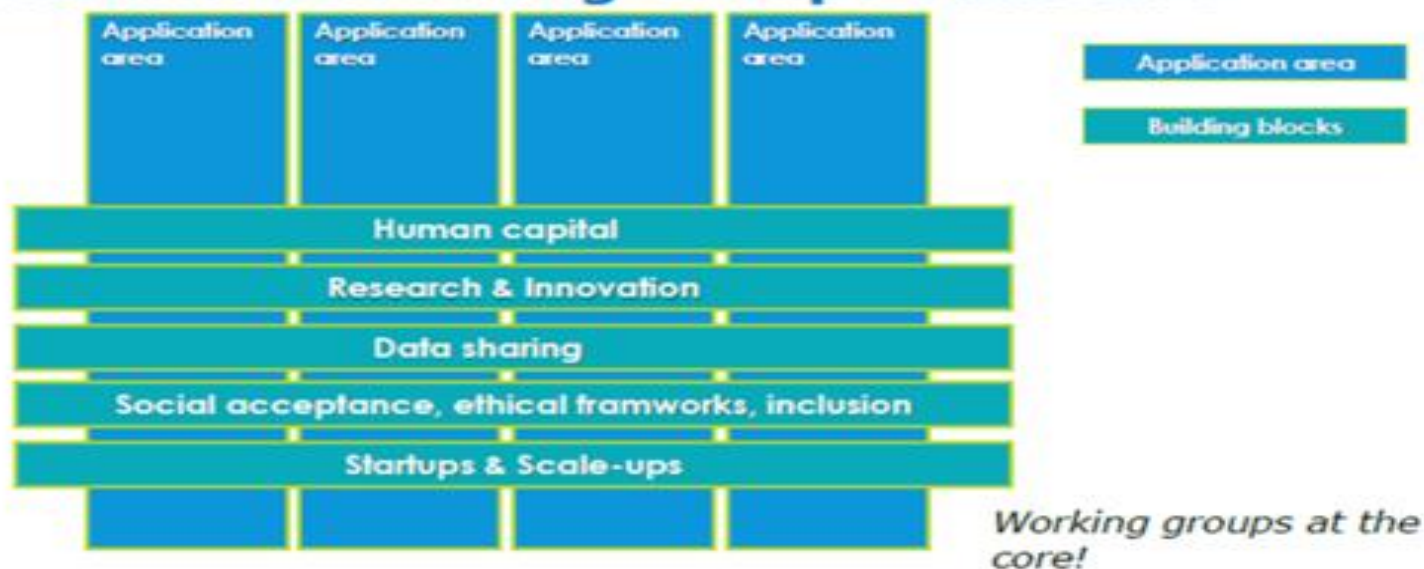 Application
area
Application
area
Application
area
Application
area
Application area
Building blocks
Human capital
Research & Innovation
Data sharing
Social acceptance, ethical framworks, inclusion
Startups & Scale-ups
Working groups at the
core!